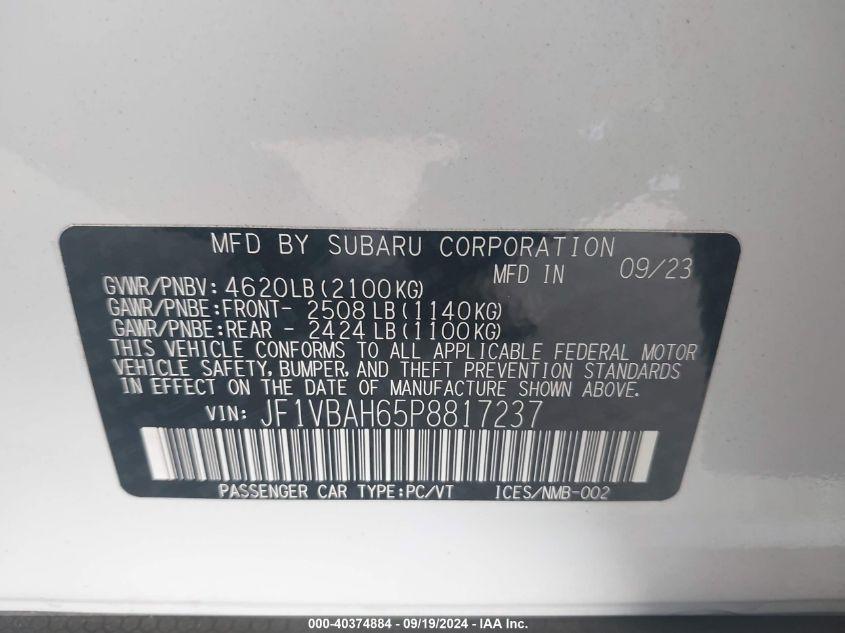 MFD BY SUBARU CORPORATION
MFD IN 09/23
GVWR/PNBV: 4620LB(2100KG)
GAWR/PNBE:FRONT- 2508LB(1140KG)
GAWR/PNBE:REAR - 2424LB(1100KG)
THIS VEHICLE CONFORMS TO ALL APPLICABLE FEDERAL MOTOR
VEHICLE SAFETY, BUMPER, AND THEFT PREVENTION STANDARDS
IN EFFECT ON THE DATE OF MANUFACTURE SHOWN ABOVE.
VIN: JF1VBAH65P8817237
PASSENGER CAR TYPE:PC/VT ICES/NMB-002
000-40374884 - 09/19/2024 - IAA Inc.